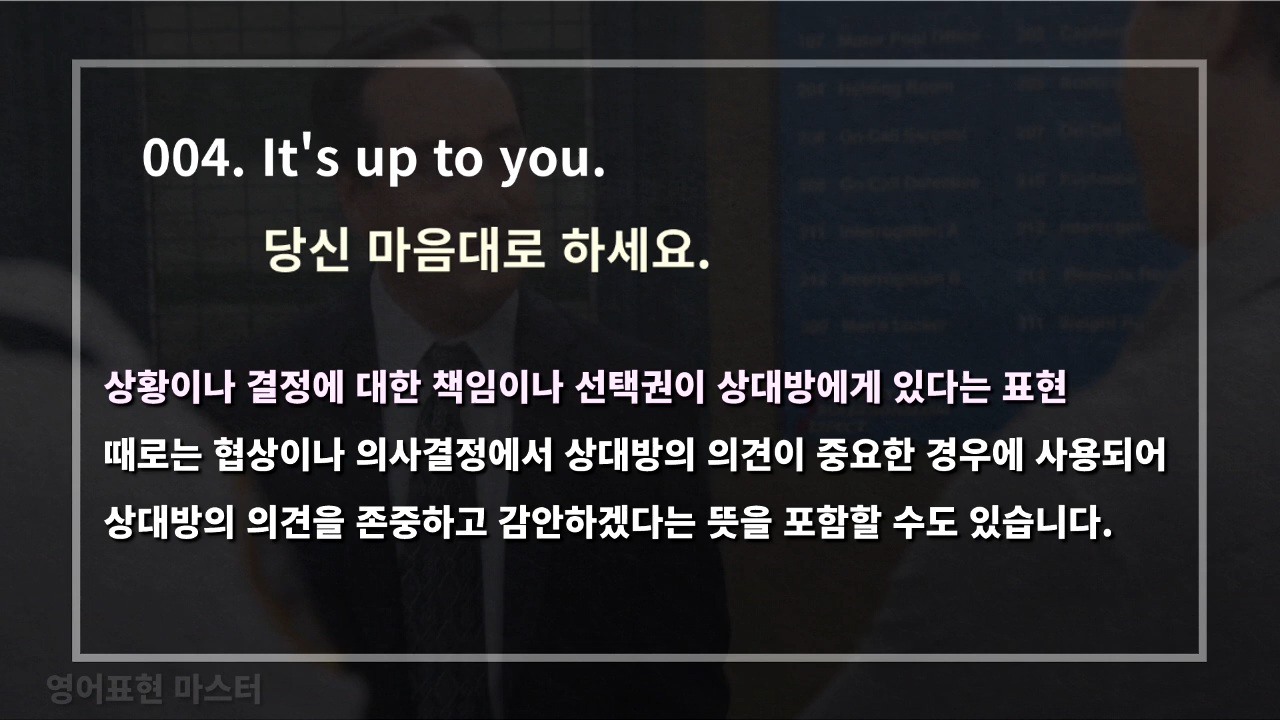 004. It's up to you.
당신 마음대로 하세요.
상황이나 결정에 대한 책임이나 선택권이 상대방에게 있다는 표현
때로는 협상이나 의사결정에서 상대방의 의견이 중요한 경우에 사용되어
상대방의 의견을 존중하고 감안하겠다는 뜻을 포함할 수도 있습니다.
영어표현 마스터